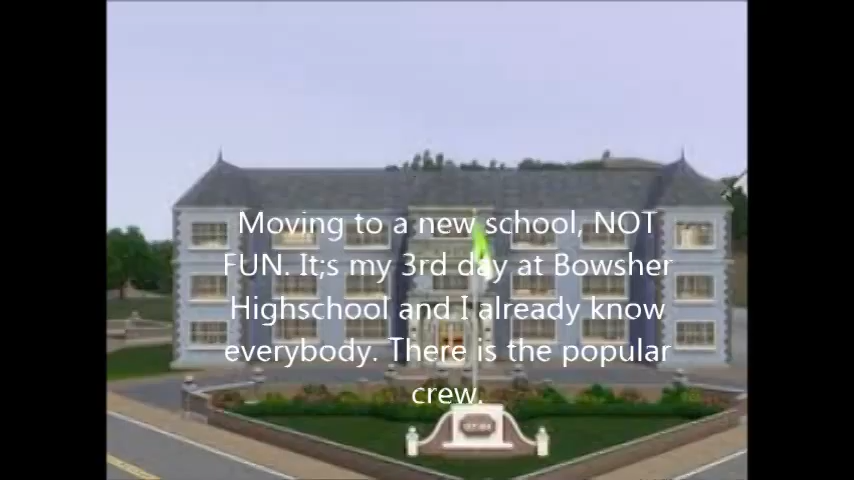 Moving to a new school, NOT
FUN. It;s my 3rd day at Bowsher
Highschool and I already know
everybody. There is the popular
crew.